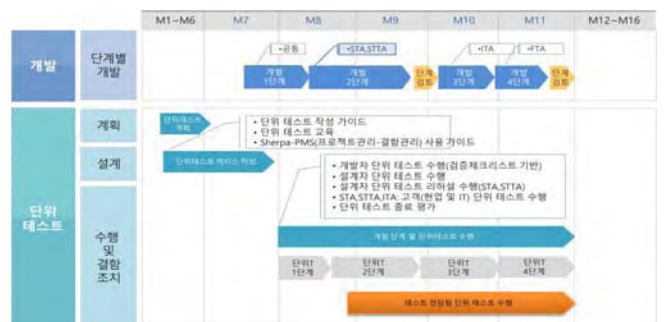 M1~M6 M7 M8 M9 M10 M11 M12~M16
개발
단계별
개발
•공통
•STA,STTA
•ITA
•FTA
개발
1단계
개발
2단계
단계
검토
개발
3단계
개발
4단계
단계
검토
단위
테스트
계획
단위테스트
계획
• 단위 테스트 작성 가이드
• 단위 테스트 교육
• Sherpa-PMS(프로젝트관리-결함관리) 사용 가이드
설계
단위테스트 케이스 작성
수행
및
결함
조치
• 개발자 단위 테스트 수행(검증체크리스트 기반)
• 설계자 단위 테스트 수행
• 설계자 단위 테스트 리허설 수행(STA,STTA)
• STA,STTA,ITA: 고객(현업 및 IT) 단위 테스트 수행
• 단위 테스트 종료 평가
개발 단계 별 단위테스트 수행
단위T
1단계
단위T
2단계
단위T
3단계
단위T
4단계
테스트 전담팀 단위 테스트 수행